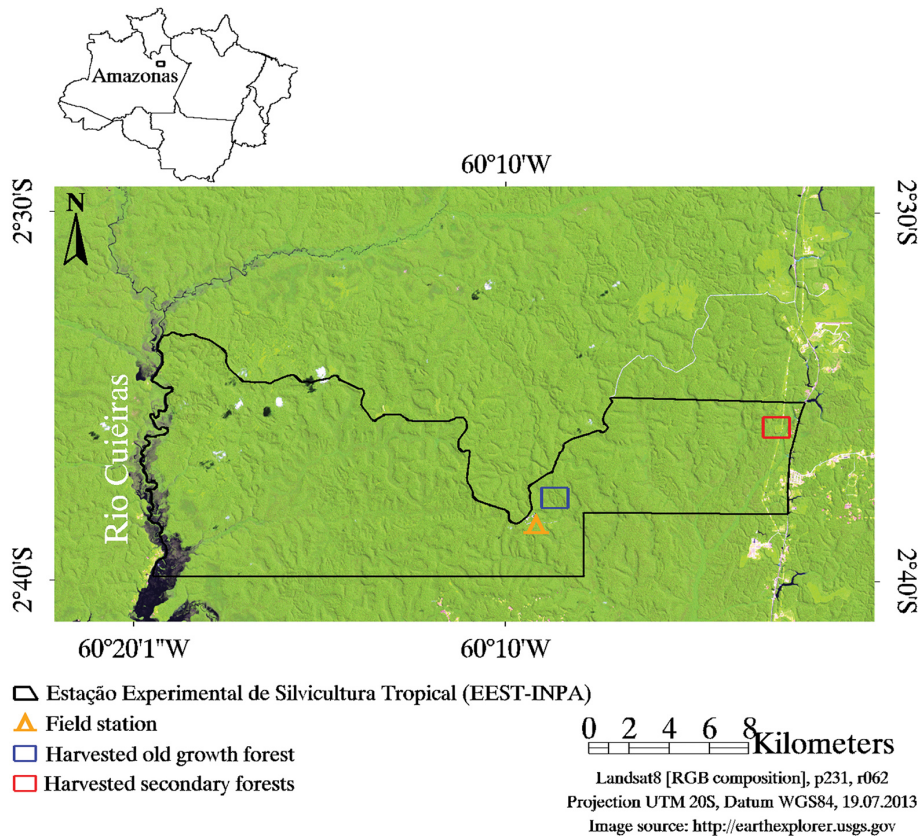 Amazonas
60°10'W
2°30'S
2°30'S
N
Rio Cuieiras
2°40'S
2°40'S
60°20'1"W
60°10'W
Estação Experimental de Silvicultura Tropical (EEST-INPA)
Field station
Harvested old growth forest
Harvested secondary forests
0 2 4 6 8 Kilometers
Landsat8 [RGB composition], p231, r062
Projection UTM 20S, Datum WGS84, 19.07.2013
Image source: http://earthexplorer.usgs.gov